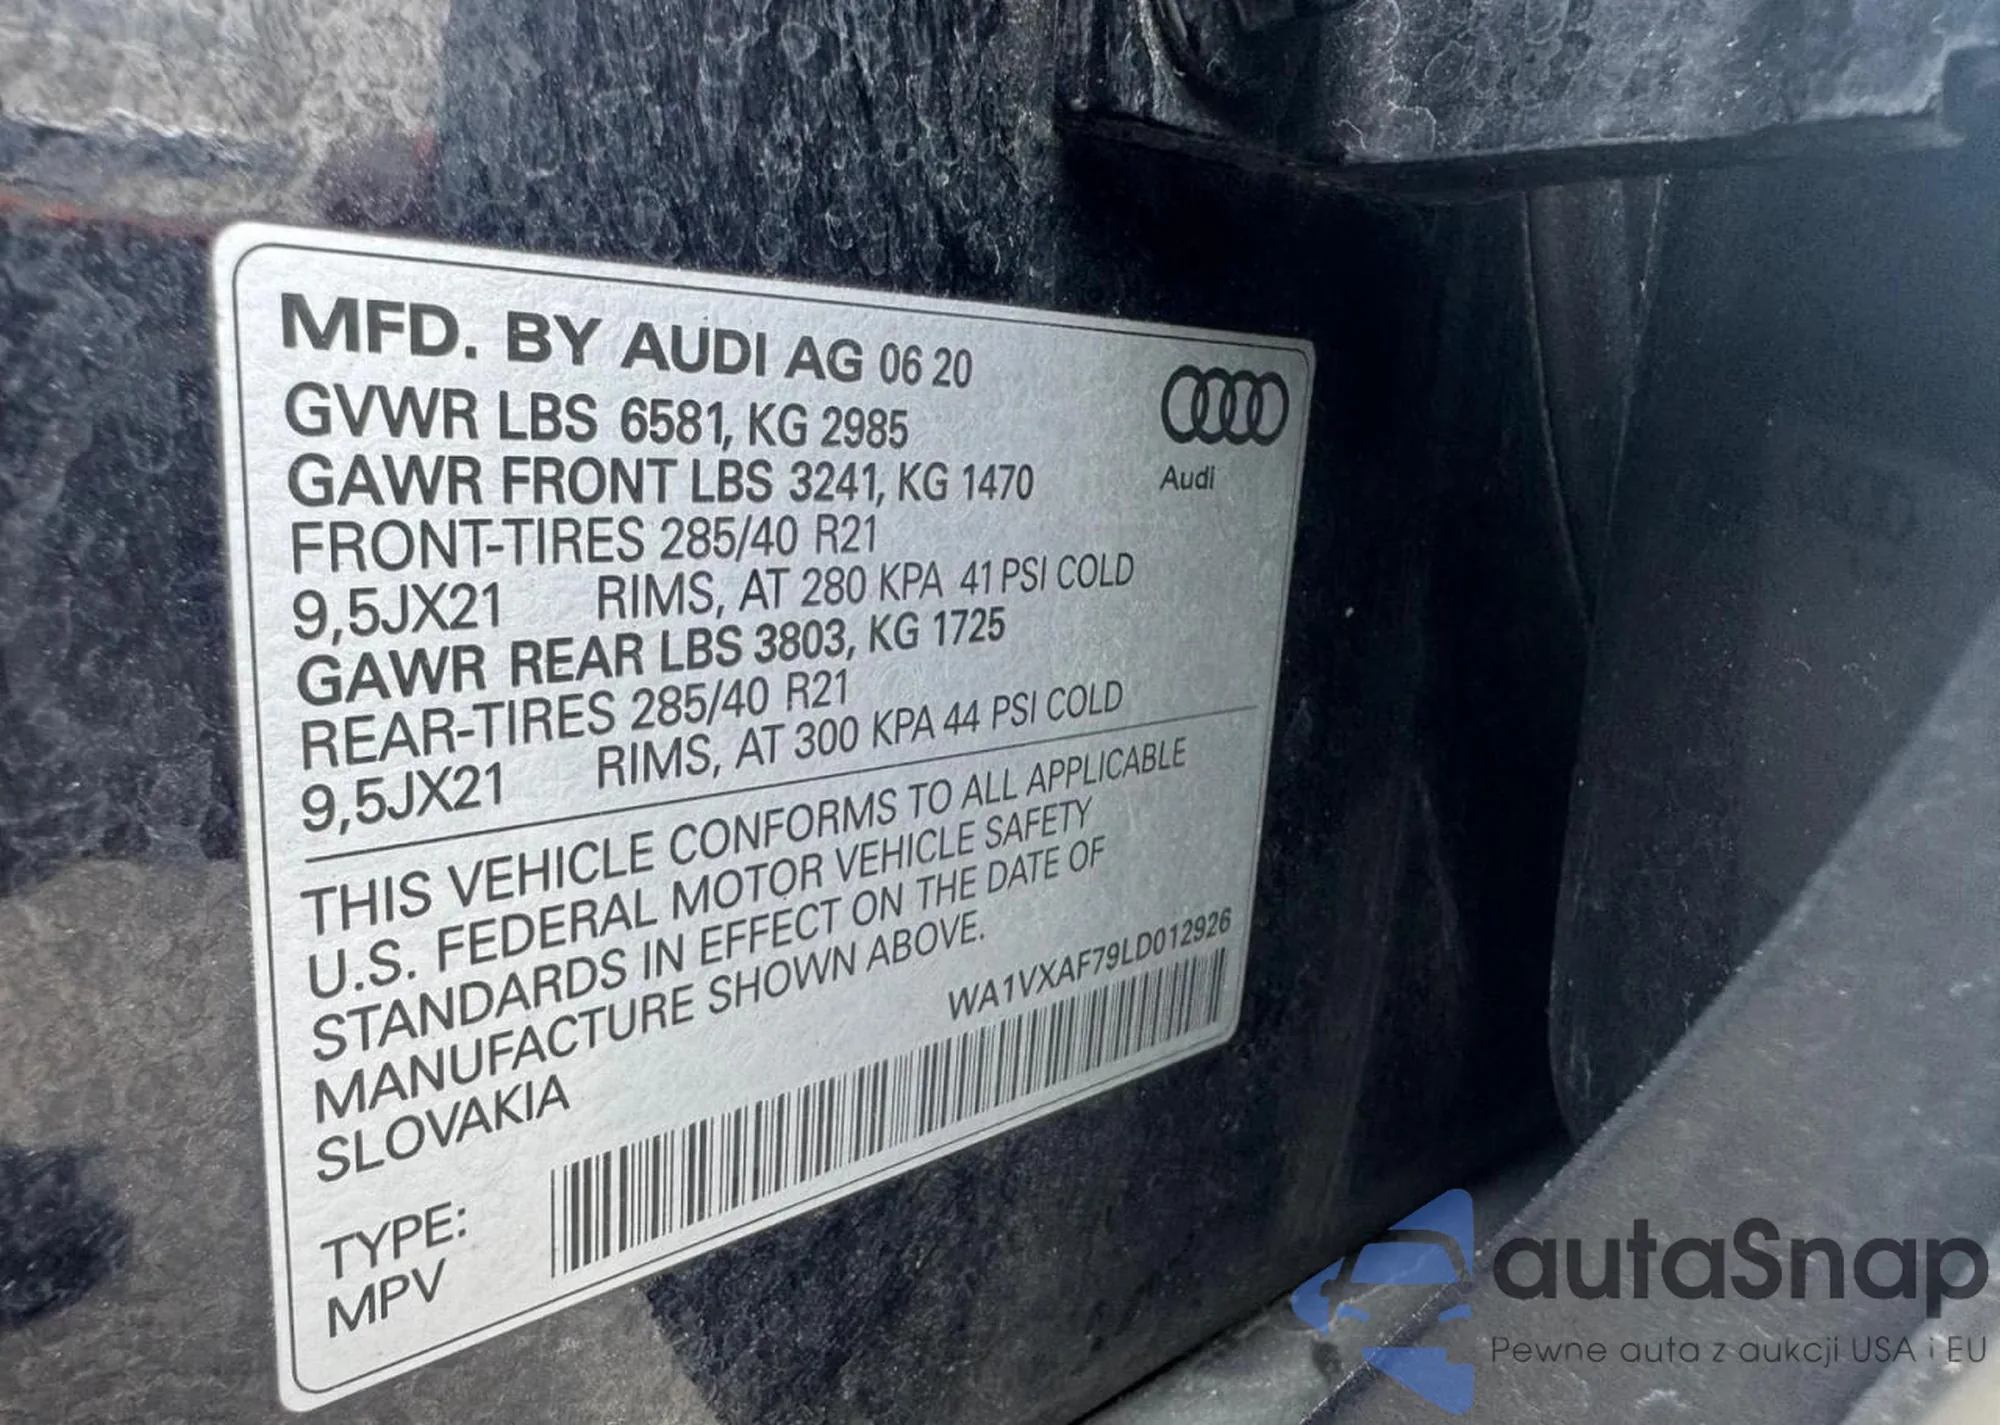 MFD. BY AUDI AG 06 20
GVWR LBS 6581, KG 2985
GAWR FRONT LBS 3241, KG 1470
FRONT-TIRES 285/40 R21
9,5JX21 RIMS, AT 280 KPA 41 PSI COLD
GAWR REAR LBS 3803, KG 1725
REAR-TIRES 285/40 R21
9,5JX21 RIMS, AT 300 KPA 44 PSI COLD
Audi
THIS VEHICLE CONFORMS TO ALL APPLICABLE
U.S. FEDERAL MOTOR VEHICLE SAFETY
STANDARDS IN EFFECT ON THE DATE OF
MANUFACTURE SHOWN ABOVE.
SLOVAKIA
WA1VXAF79LD012926
TYPE:
MPV
autaSnap
Pewne auta z aukcji USA i EU